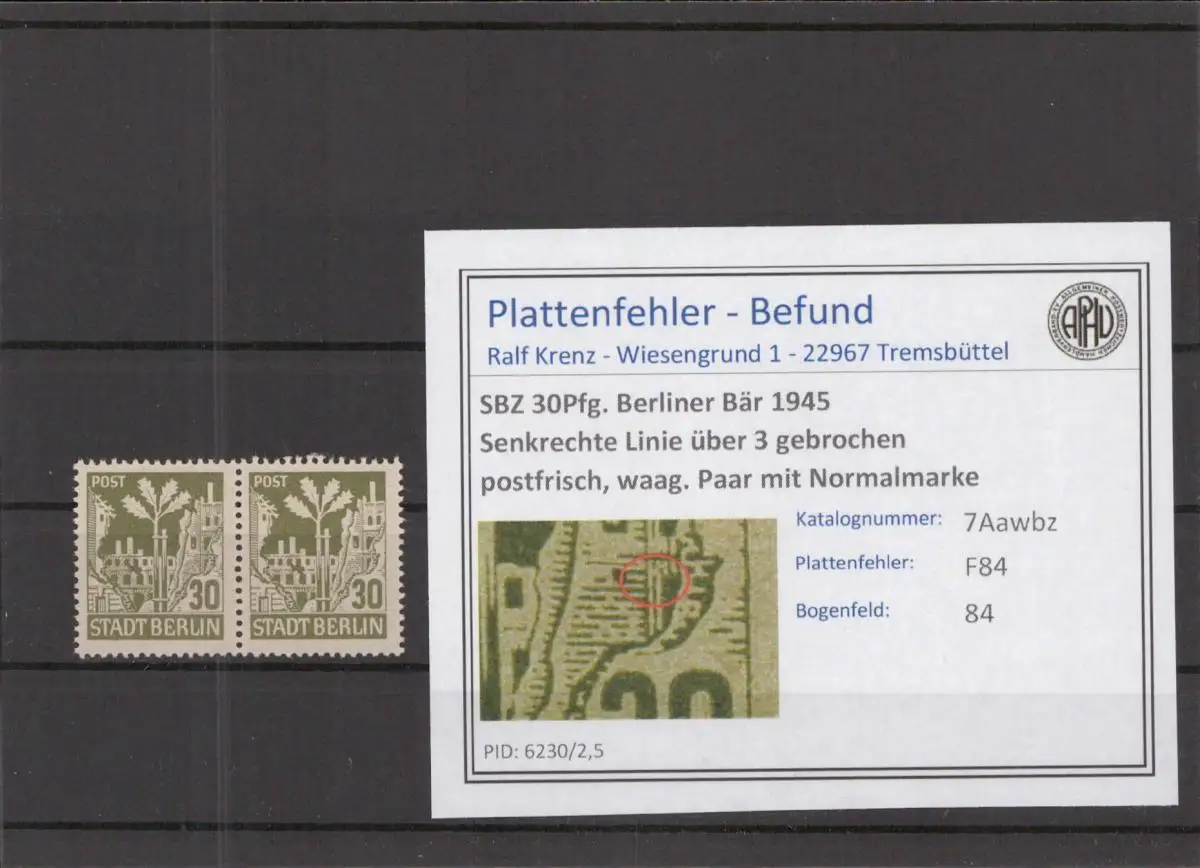 POST
30
STADT BERLIN
POST
30
STADT BERLIN
Plattenfehler - Befund
Ralf Krenz - Wiesengrund 1 - 22967 Tremsbüttel
APHV
SBZ 30Pfg. Berliner Bär 1945
Senkrechte Linie über 3 gebrochen
postfrisch, waag. Paar mit Normalmarke
Katalognummer: 7Aawbz
Plattenfehler: F84
Bogenfeld: 84
30
PID: 6230/2,5